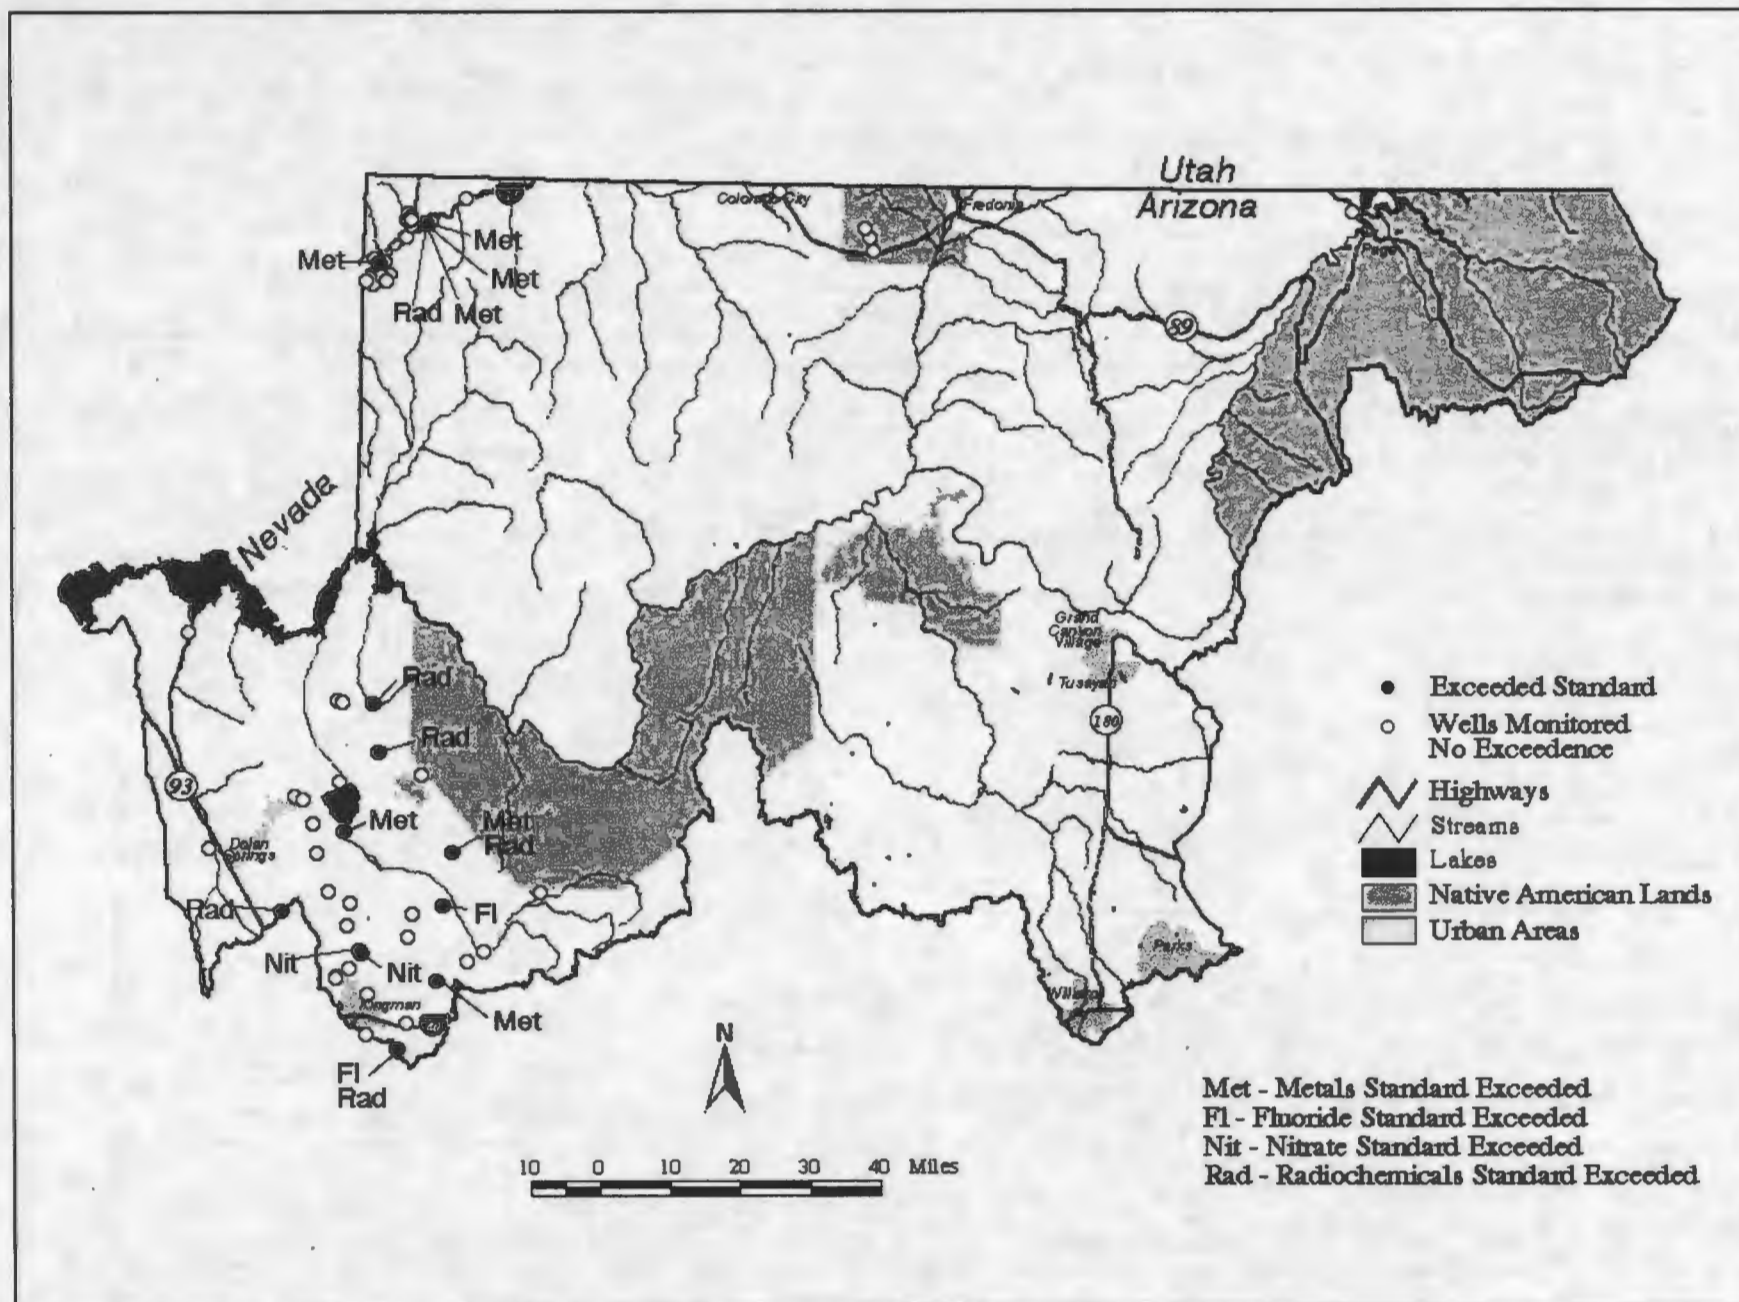 Utah
Arizona
Colorado City
Fredonia
Met
Met
Met
Rad Met
Page
89
Nevada
Grand
Canyon
Village
Tusayan
180
Rad
Rad
93
Met
Met
Rad
Dolan
Springs
Rad
Fl
Nit
Nit
Kingman
Met
Fl
Rad
Parks
Williams
Exceeded Standard
Wells Monitored
No Exceedence
Highways
Streams
Lakes
Native American Lands
Urban Areas
N
10 0 10 20 30 40 Miles
Met - Metals Standard Exceeded
Fl - Fluoride Standard Exceeded
Nit - Nitrate Standard Exceeded
Rad - Radiochemicals Standard Exceeded